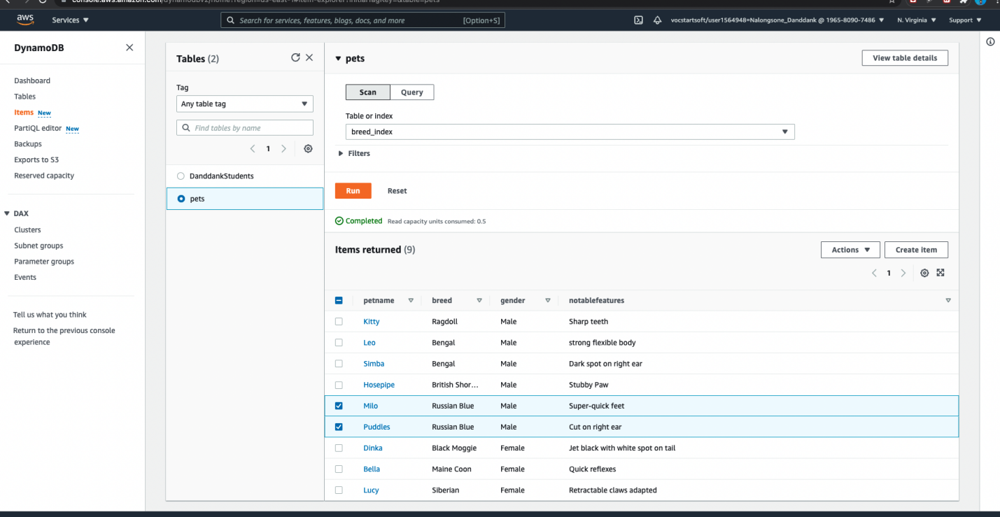 console.aws.amazon.com/dynamodbv2/home?region=us-east-1#item-explorer?initialTagKey=&table=pets
aws
Services
Search for services, features, blogs, docs, and more
[Option+S]
vocstartsoft/user1564948=Nalongsone_Danddank @ 1965-8090-7486
N. Virginia
Support
DynamoDB
Dashboard
Tables
Items New
PartiQL editor New
Backups
Exports to S3
Reserved capacity
DAX
Clusters
Subnet groups
Parameter groups
Events
Tell us what you think
Return to the previous console
experience
Tables (2)
Tag
Any table tag
Find tables by name
1
DanddankStudents
pets
pets
View table details
Scan
Query
Table or index
breed_index
Filters
Run
Reset
Completed Read capacity units consumed: 0.5
Items returned (9)
Actions
Create item
1
petname breed gender notablefeatures
Kitty Ragdoll Male Sharp teeth
Leo Bengal Male strong flexible body
Simba Bengal Male Dark spot on right ear
Hosepipe British Shor... Male Stubby Paw
Milo Russian Blue Male Super-quick feet
Puddles Russian Blue Male Cut on right ear
Dinka Black Moggie Female Jet black with white spot on tail
Bella Maine Coon Female Quick reflexes
Lucy Siberian Female Retractable claws adapted